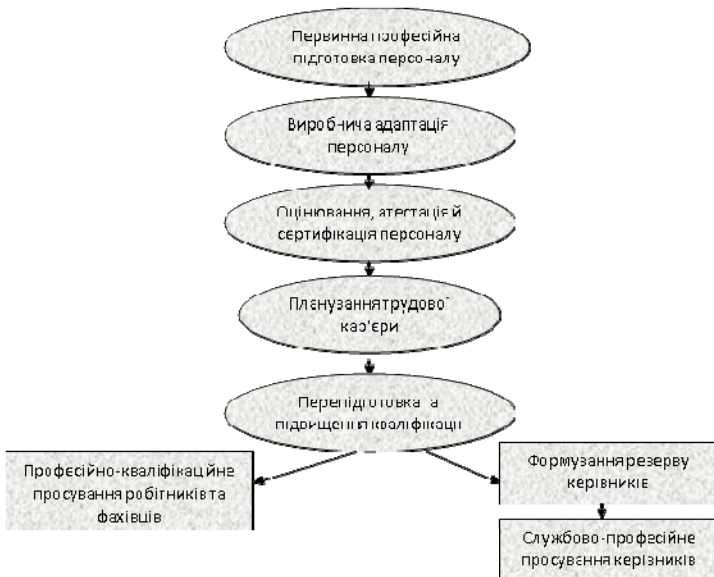 Первинна професійна
підготовка персоналу
Виробнича адаптація
персоналу
Оцінювання, атестація й
сертифікація персоналу
Планування трудової
кар'єри
Перепідготовка та
підвищення кваліфікації
Професійно-кваліфікаційне
просування робітників та
фахівців
Формування резерву
керівників
Службово-професійне
просування керівників